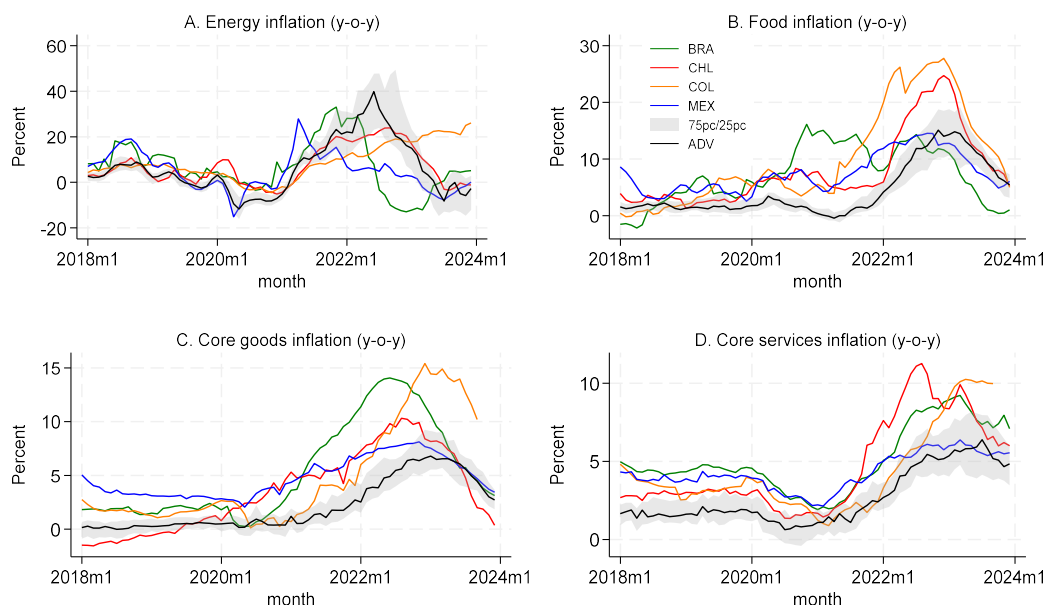 A. Energy inflation (y-o-y)
Percent
60
40
20
0
-20
2018m1
2020m1
2022m1
2024m1
month
B. Food inflation (y-o-y)
Percent
30
20
10
0
BRA
CHL
COL
MEX
75pc/25pc
ADV
2018m1
2020m1
2022m1
2024m1
month
C. Core goods inflation (y-o-y)
Percent
15
10
5
0
2018m1
2020m1
2022m1
2024m1
month
D. Core services inflation (y-o-y)
Percent
10
5
0
2018m1
2020m1
2022m1
2024m1
month